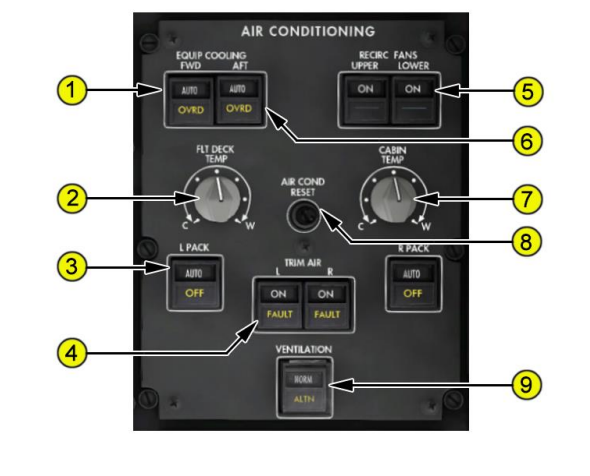 AIR CONDITIONING
EQUIP COOLING
FWD AFT
RECIRC FANS
UPPER LOWER
1
AUTO AUTO
OVRD OVRD
ON ON
5
6
FLT DECK
TEMP
CABIN
TEMP
2
C W
AIR COND
RESET
C W
7
8
L PACK
R PACK
3
AUTO
OFF
TRIM AIR
L R
ON ON
FAULT FAULT
AUTO
OFF
4
VENTILATION
NORM
ALTN
9